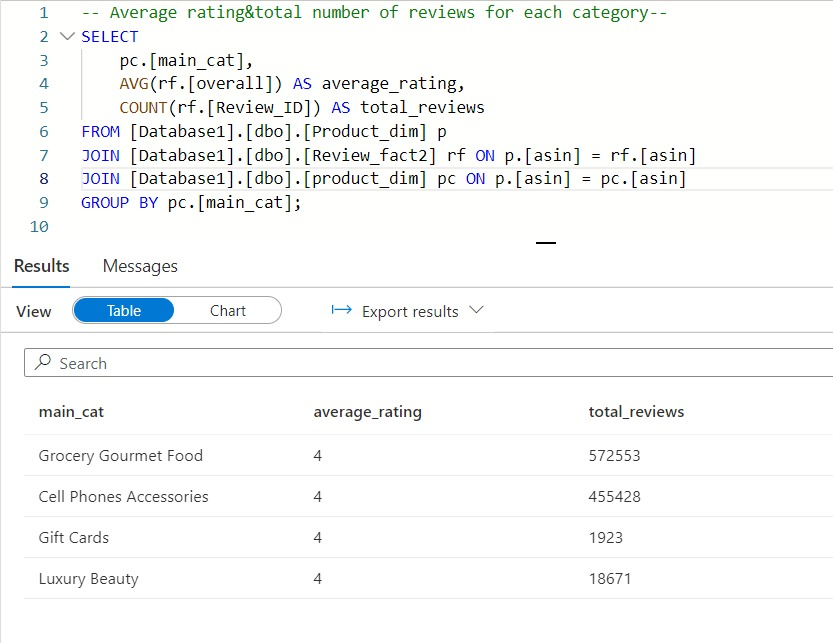 1 -- Average rating&total number of reviews for each category--
2 SELECT
3 pc.[main_cat],
4 AVG(rf.[overall]) AS average_rating,
5 COUNT(rf.[Review_ID]) AS total_reviews
6 FROM [Database1].[dbo].[Product_dim] p
7 JOIN [Database1].[dbo].[Review_fact2] rf ON p.[asin] = rf.[asin]
8 JOIN [Database1].[dbo].[product_dim] pc ON p.[asin] = pc.[asin]
9 GROUP BY pc.[main_cat];
10
Results Messages
View Table Chart Export results
Search
main_cat average_rating total_reviews
Grocery Gourmet Food 4 572553
Cell Phones Accessories 4 455428
Gift Cards 4 1923
Luxury Beauty 4 18671